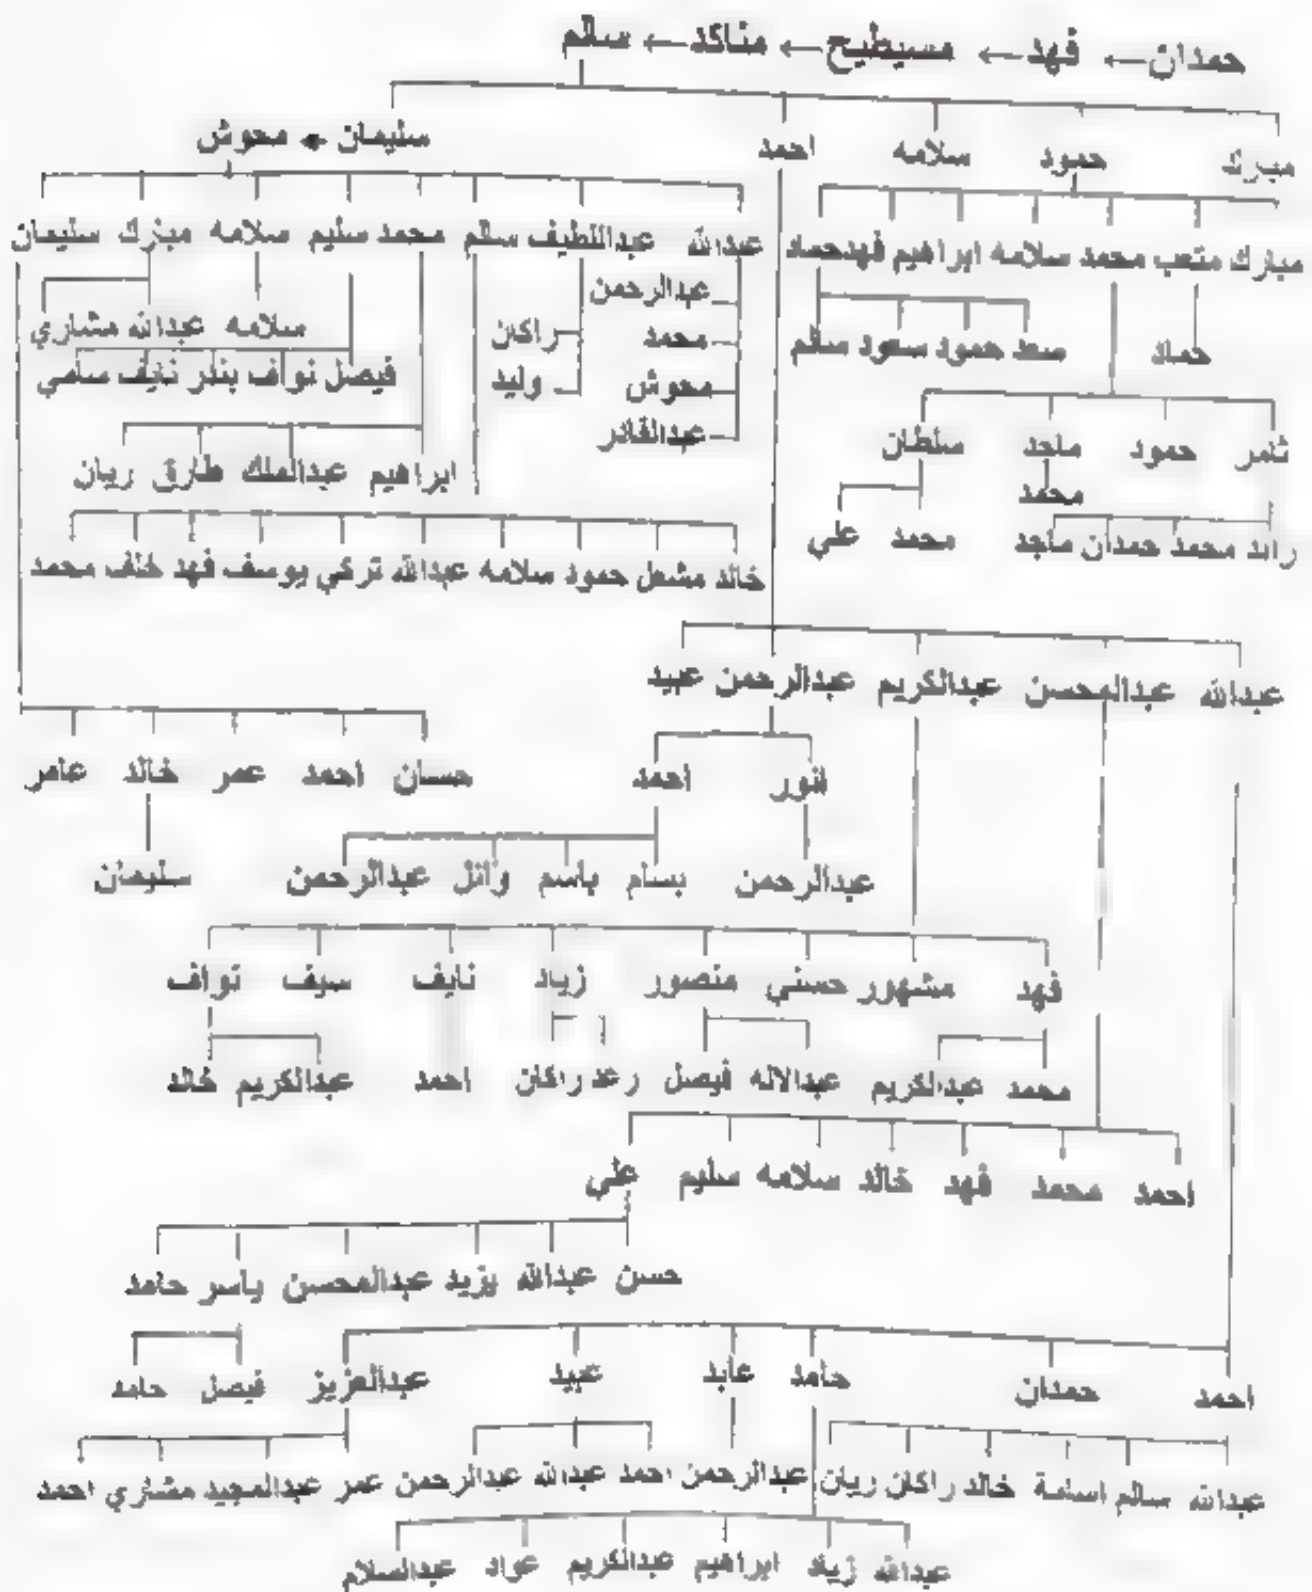 حمدان ← فهد ← مسيطيح ← مناكد ← سالم
مبرك حمود سلامه احمد سليمان محوش
مبارك متعب محمد سلامه ابراهيم فهد حماد
عبدالله عبداللطيف سالم محمد سليم سلامه مبرك سليمان
حماد سعد حمود سعود سالم
عبدالرحمن
محمد
محوش
عبدالقادر
راكان
وليد
سلامه عبدالله مشاري
فيصل نواف بندر نايف سامي
ثامر حمود ماجد سلطان
محمد
ابراهيم عبدالملك طارق ريان
رائد محمد حمدان ماجد محمد علي
خالد مشعل حمود سلامه عبدالله تركي يوسف فهد خلف محمد
عبدالله عبدالمحسن عبدالكريم عبدالرحمن عبيد
انور احمد حسان احمد عمر خالد عامر
عبدالرحمن بسام باسم وائل عبدالرحمن سليمان
فهد مشهور حسني منصور زياد نايف سيف نواف
محمد عبدالكريم عبدالاله فيصل رعد راكان احمد عبدالكريم خالد
احمد محمد فهد خالد سلامه سليم علي
حسن عبدالله يزيد عبدالمحسن ياسر حامد
احمد حمدان حامد عابد عبيد عبدالعزيز فيصل حامد
عبدالله سالم اسامة خالد راكان ريان عبدالرحمن احمد عبدالله عبدالرحمن عمر عبدالمجيد مشاري احمد
عبدالله زياد ابراهيم عبدالكريم عواد عبدالسلام